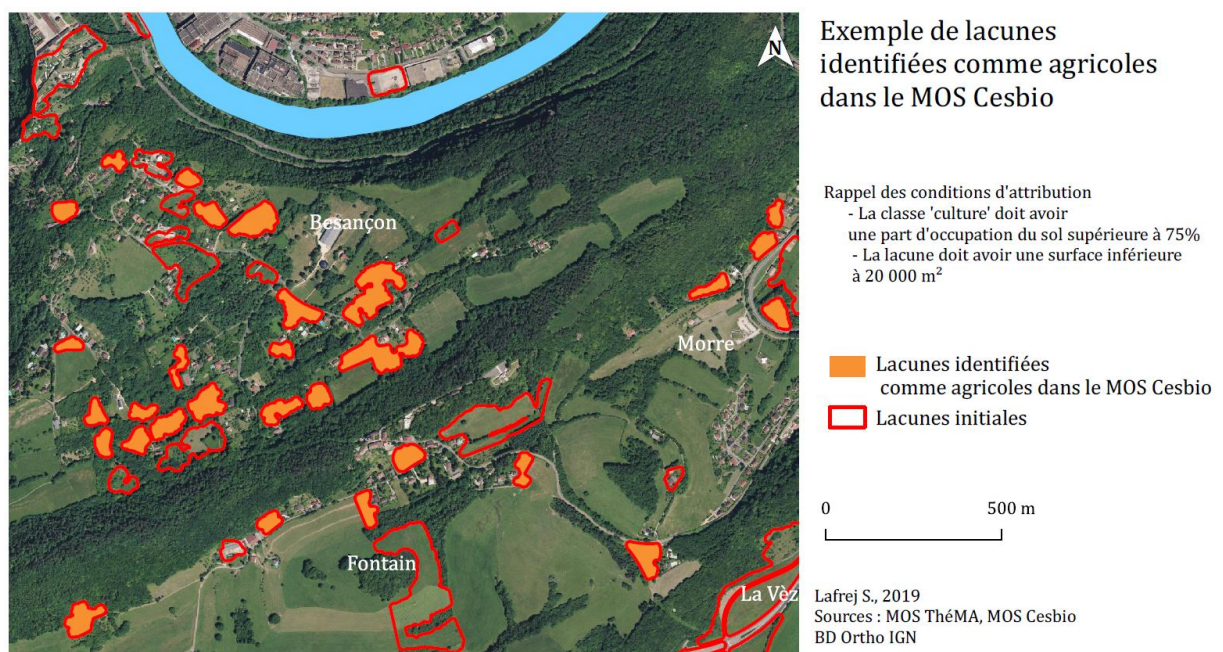 Exemple de lacunes
identifiées comme agricoles
dans le MOS Cesbio
N
Rappel des conditions d'attribution
- La classe 'culture' doit avoir
une part d'occupation du sol supérieure à 75%
- La lacune doit avoir une surface inférieure
à 20 000 m²
Besançon
Morre
Fontain
La Vèz
Lacunes identifiées
comme agricoles dans le MOS Cesbio
Lacunes initiales
0 500 m
Lafrej S., 2019
Sources : MOS ThéMA, MOS Cesbio
BD Ortho IGN